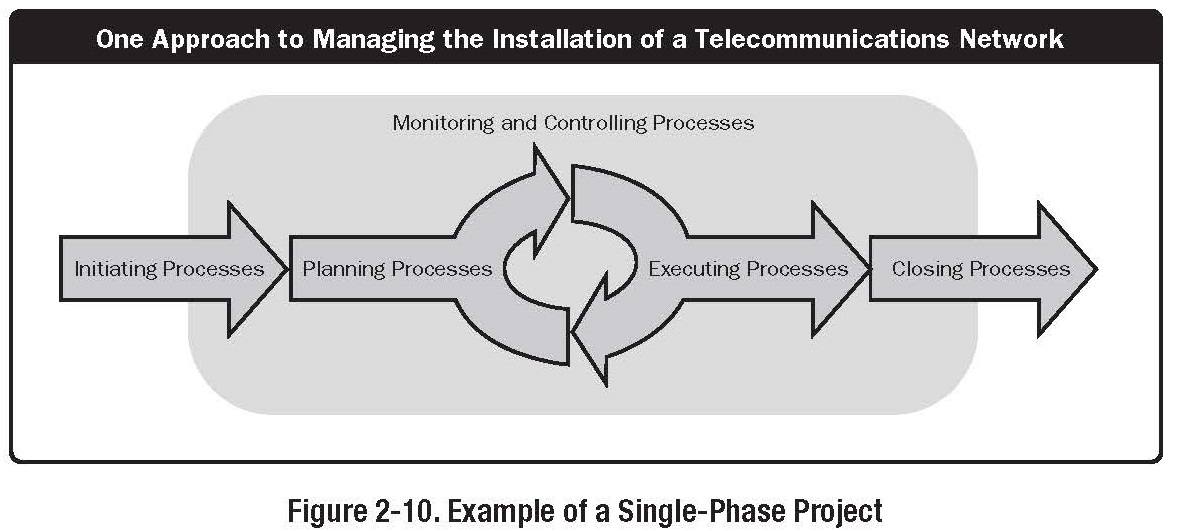 One Approach to Managing the Installation of a Telecommunications Network
Monitoring and Controlling Processes
Initiating Processes
Planning Processes
Executing Processes
Closing Processes
Figure 2-10. Example of a Single-Phase Project